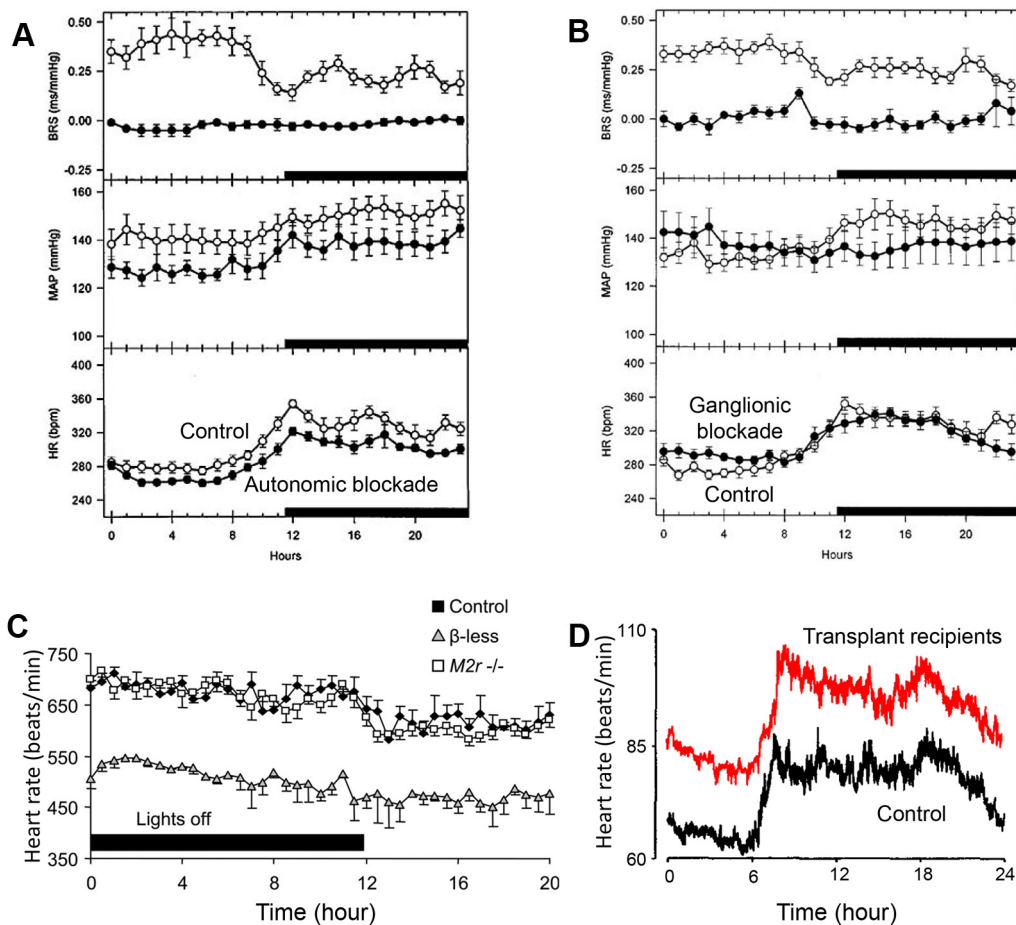 A
BRS (ms/mmHg)
0.50
0.25
0.00
-0.25
MAP (mmHg)
160
140
120
100
HR (bpm)
400
360
320
280
240
Control
Autonomic blockade
0 4 8 12 16 20
Hours
B
BRS (ms/mmHg)
0.50
0.25
0.00
-0.25
MAP (mmHg)
160
140
120
100
HR (bpm)
400
360
320
280
240
Ganglionic
blockade
Control
0 4 8 12 16 20
Hours
C
Control
β-less
M2r -/-
Heart rate (beats/min)
750
650
550
450
350
Lights off
0 4 8 12 16 20
Time (hour)
D
Transplant recipients
Heart rate (beats/min)
110
85
60
Control
0 6 12 18 24
Time (hour)